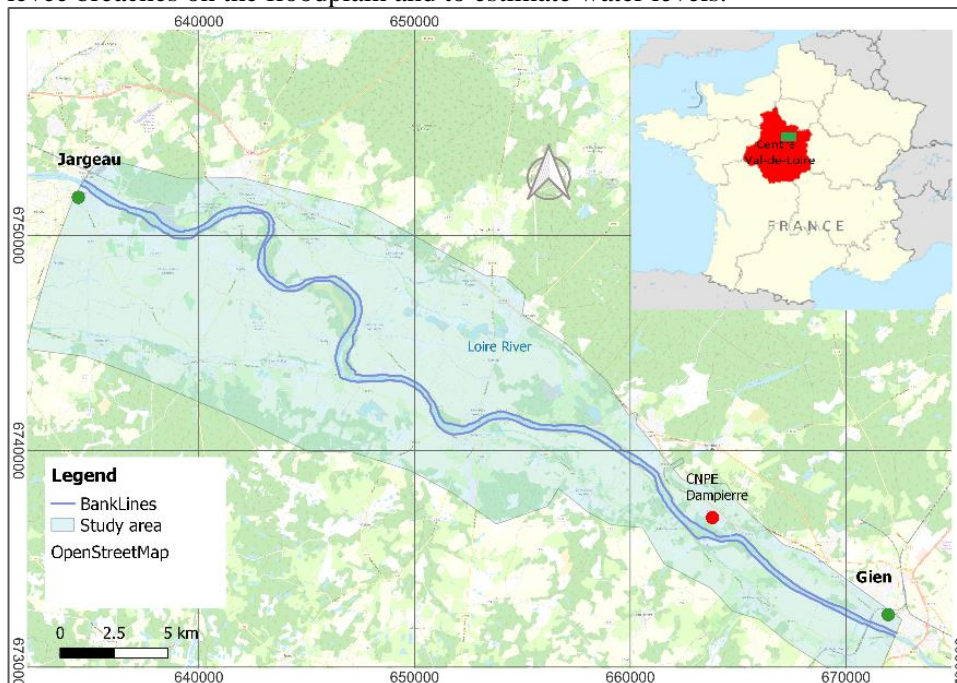 levee breaches on the floodplain and to estimate water levels.
640000 650000
Jargeau
Centre
Val-de-Loire
FRANCE
6750000
Loire River
6740000
CNPE
Dampierre
Legend
BankLines
Study area
OpenStreetMap
Gien
0 2.5 5 km
6730000
640000 650000 660000 670000